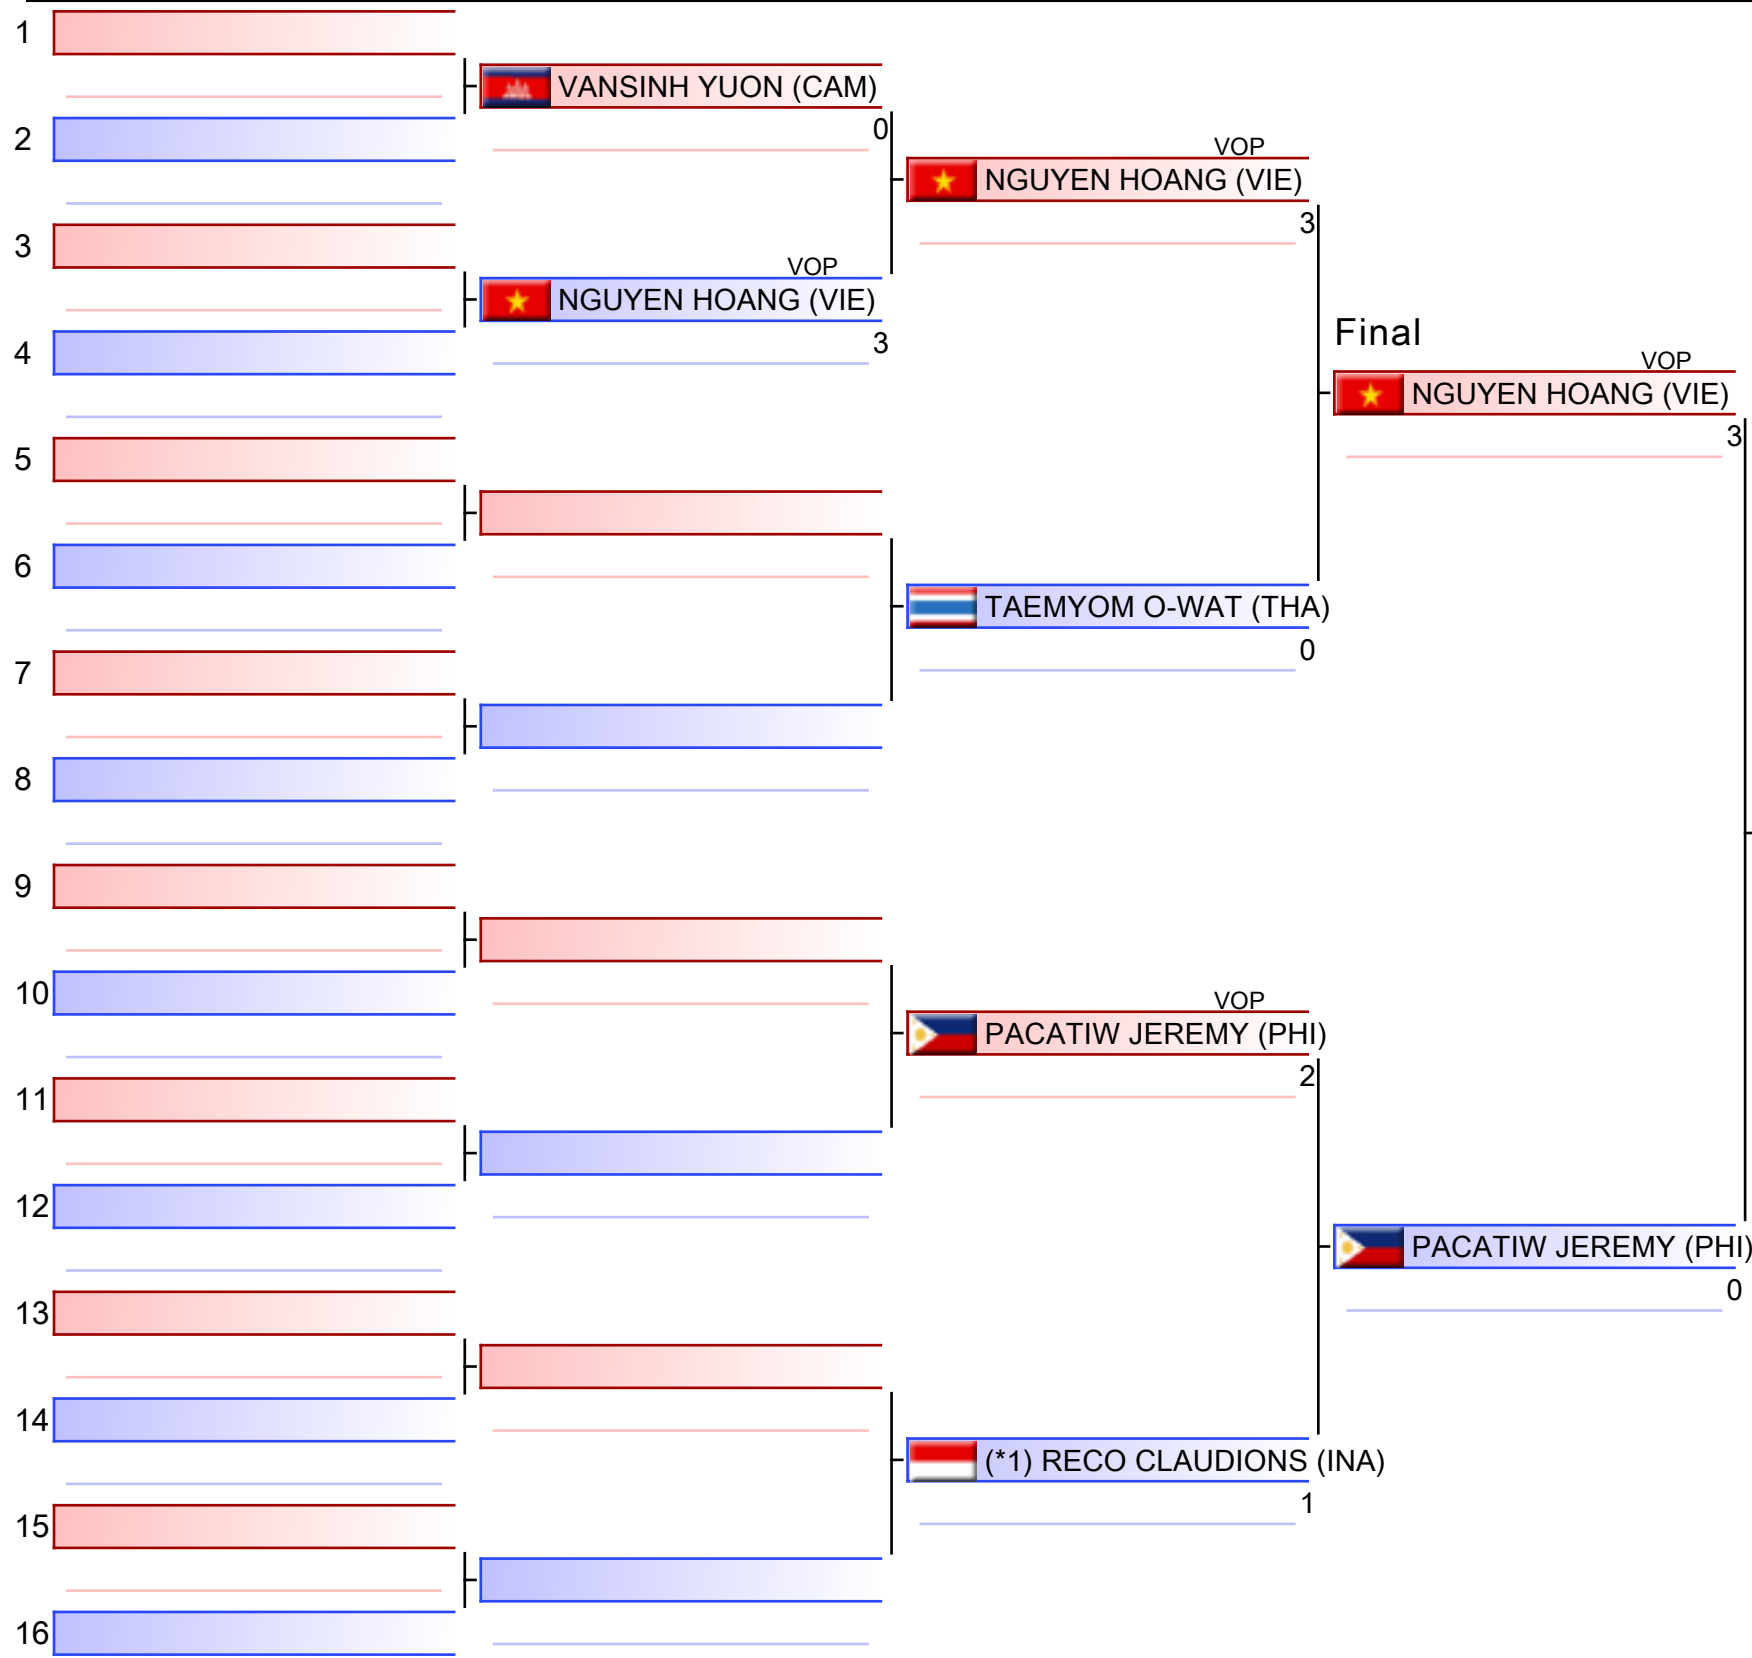 1
VANSINH YUON (CAM)
0
2
VOP
NGUYEN HOANG (VIE)
3
3
VOP
NGUYEN HOANG (VIE)
3
4
Final
VOP
NGUYEN HOANG (VIE)
3
5
6
TAEMYOM O-WAT (THA)
0
7
8
9
10
VOP
PACATIW JEREMY (PHI)
2
11
12
PACATIW JEREMY (PHI)
0
13
14
(*1) RECO CLAUDIONS (INA)
1
15
16